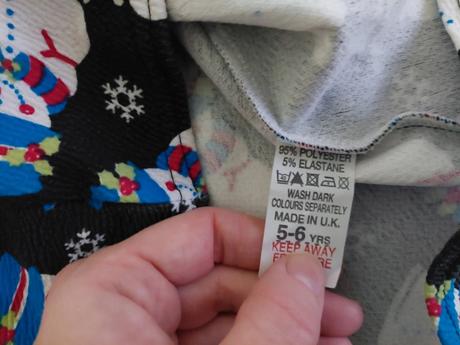 95% POLYESTER
5% ELASTANE
WASH DARK
COLOURS SEPARATELY
MADE IN U.K.
5-6 YRS
KEEP AWAY